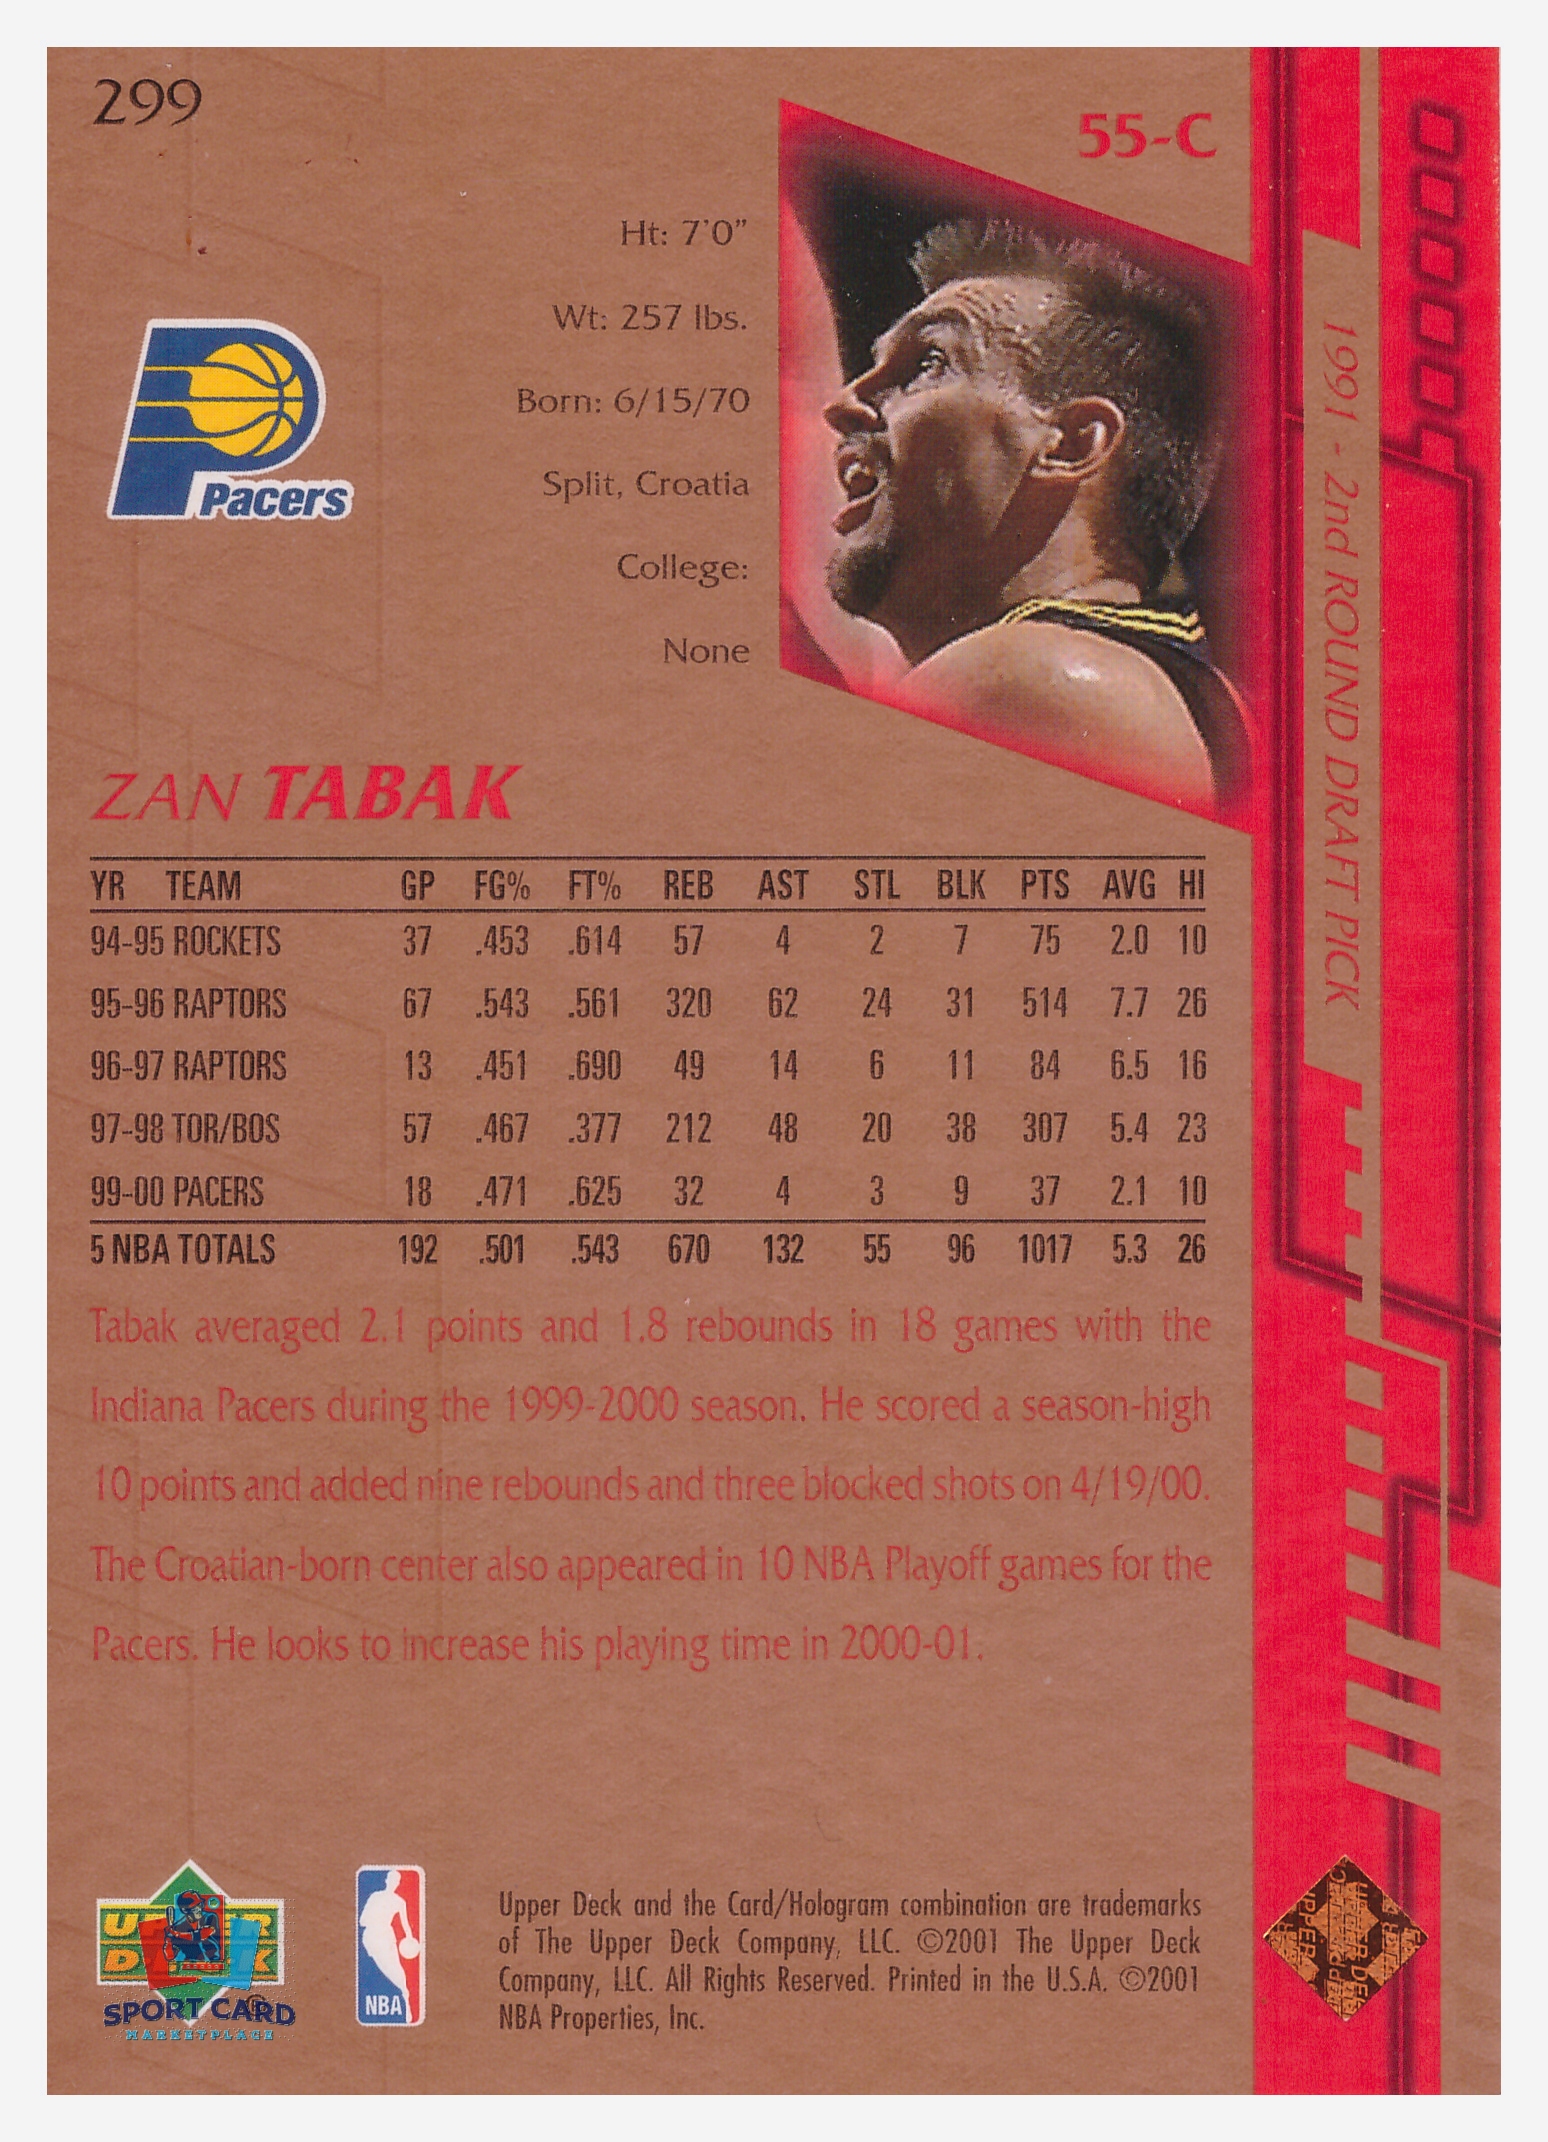 299
55-C
Ht: 7'0"
Wt: 257 lbs.
Born: 6/15/70
Split, Croatia
College:
None
Pacers
1991 - 2nd ROUND DRAFT PICK
ZAN TABAK
YR TEAM GP FG% FT% REB AST STL BLK PTS AVG HI
94-95 ROCKETS 37 .453 .614 57 4 2 7 75 2.0 10
95-96 RAPTORS 67 .543 .561 320 62 24 31 514 7.7 26
96-97 RAPTORS 13 .451 .690 49 14 6 11 84 6.5 16
97-98 TOR/BOS 57 .467 .377 212 48 20 38 307 5.4 23
99-00 PACERS 18 .471 .625 32 4 3 9 37 2.1 10
5 NBA TOTALS 192 .501 .543 670 132 55 96 1017 5.3 26
Tabak averaged 2.1 points and 1.8 rebounds in 18 games with the
Indiana Pacers during the 1999-2000 season. He scored a season-high
10 points and added nine rebounds and three blocked shots on 4/19/00.
The Croatian-born center also appeared in 10 NBA Playoff games for the
Pacers. He looks to increase his playing time in 2000-01.
SPORT CARD
MARKETPLACE
NBA
Upper Deck and the Card/Hologram combination are trademarks
of The Upper Deck Company, LLC. ©2001 The Upper Deck
Company, LLC. All Rights Reserved. Printed in the U.S.A. ©2001
NBA Properties, Inc.